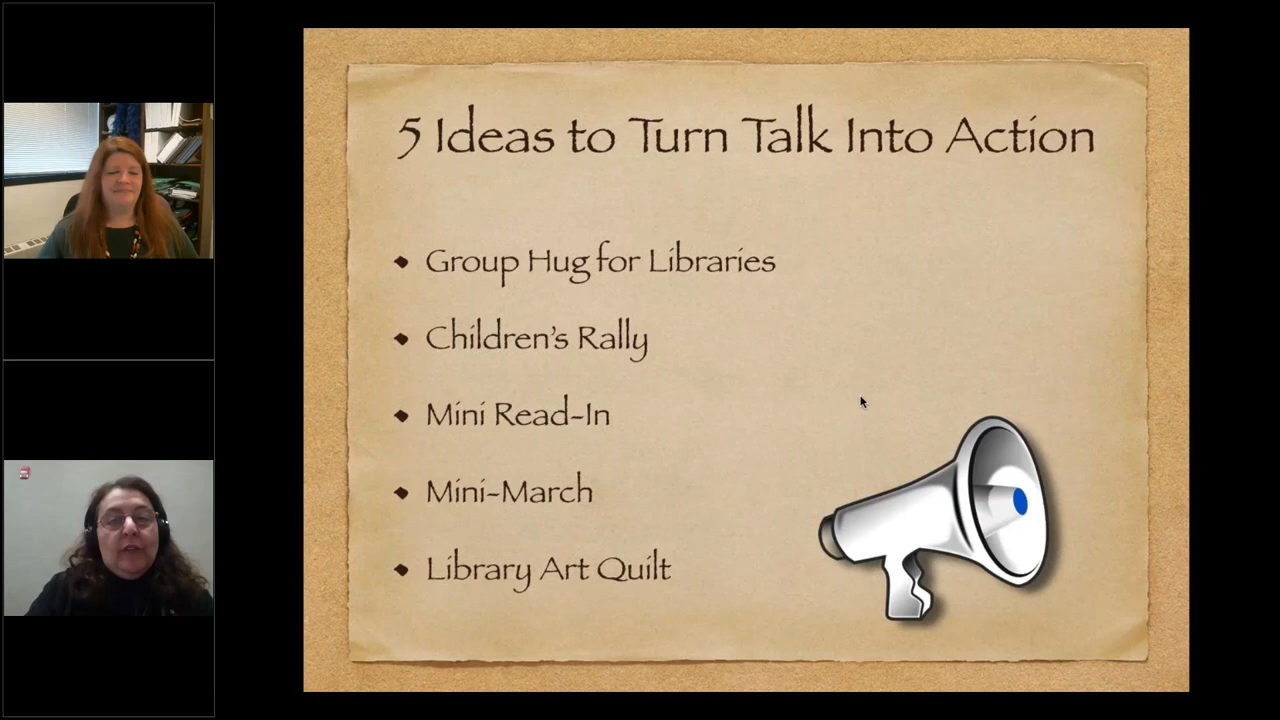 5 Ideas to Turn Talk Into Action
• Group Hug for Libraries
• Children's Rally
• Mini Read-In
• Mini-March
• Library Art Quilt